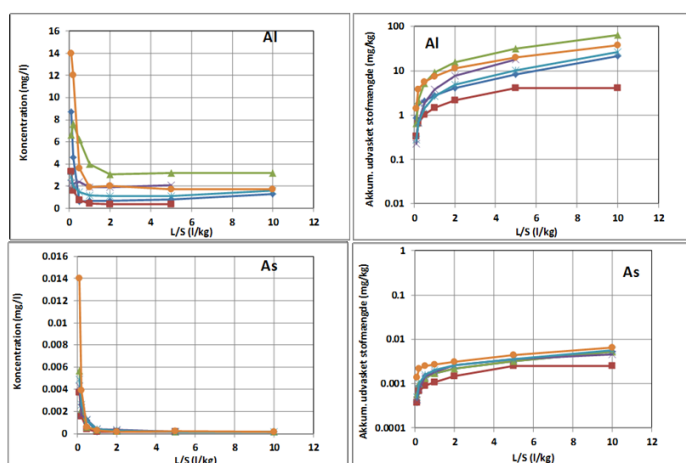 Al
Koncentration (mg/l)
16
14
12
10
8
6
4
2
0
0 2 4 6 8 10 12
L/S (l/kg)
Al
Akkum. udvasket stofmængde (mg/kg)
100
10
1
0.1
0.01
0 2 4 6 8 10 12
L/S (l/kg)
As
Koncentration (mg/l)
0.016
0.014
0.012
0.01
0.008
0.006
0.004
0.002
0
0 2 4 6 8 10 12
L/S (l/kg)
As
Akkum. udvasket stofmængde (mg/kg)
1
0.1
0.01
0.001
0.0001
0 2 4 6 8 10 12
L/S (l/kg)